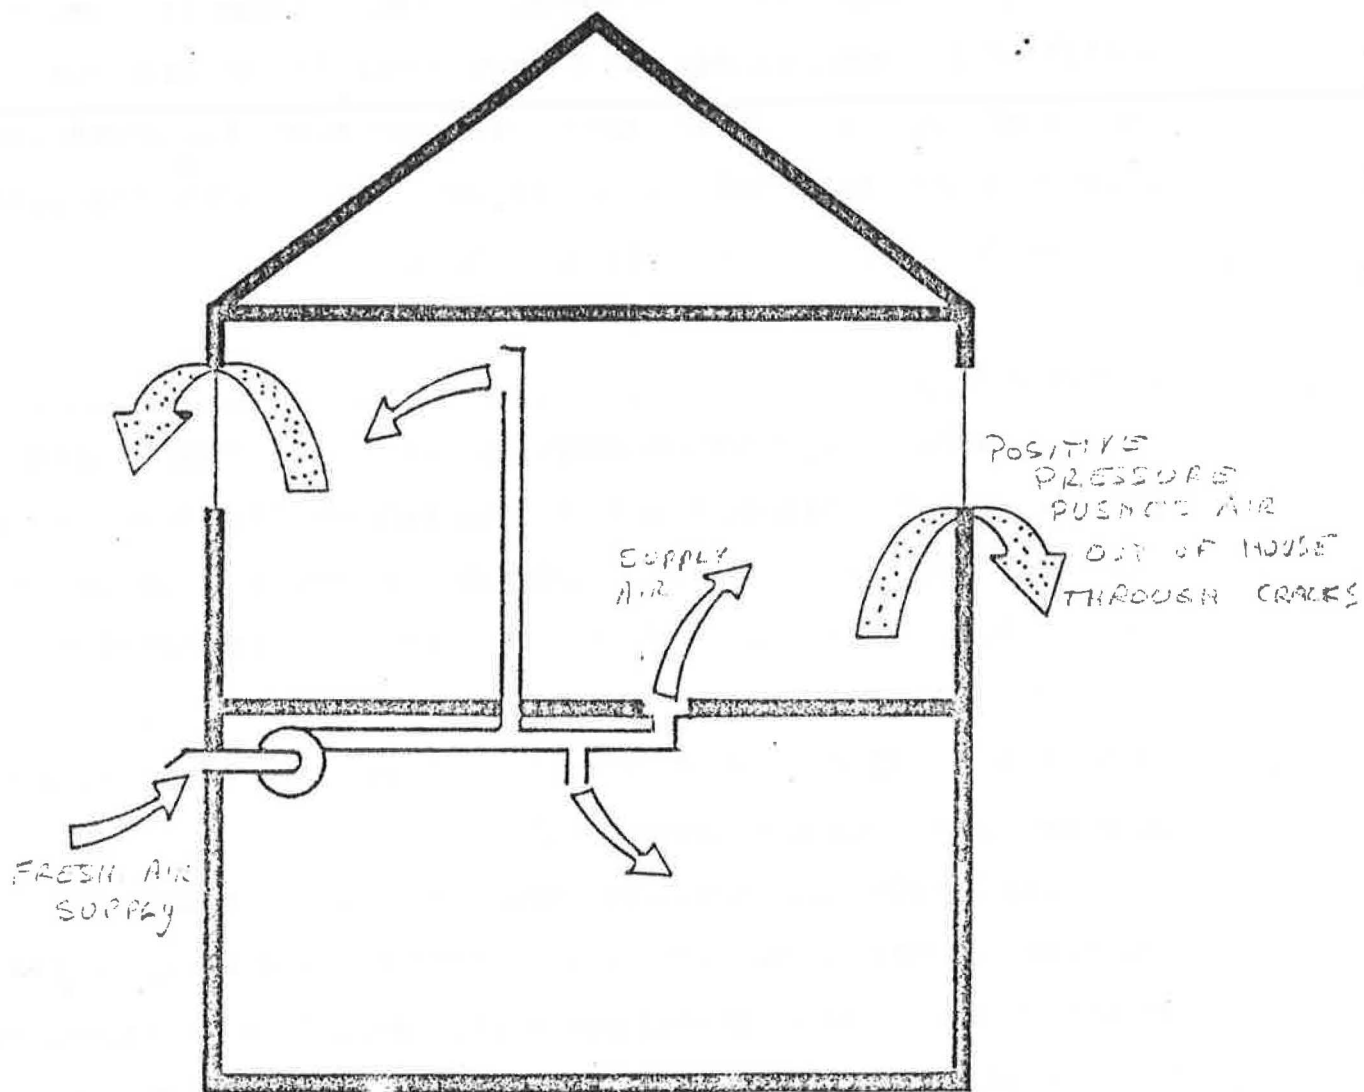 POSITIVE
PRESSURE
PUSHES AIR
OUT OF HOUSE
THROUGH CRACKS
SUPPLY
AIR
FRESH AIR
SUPPLY